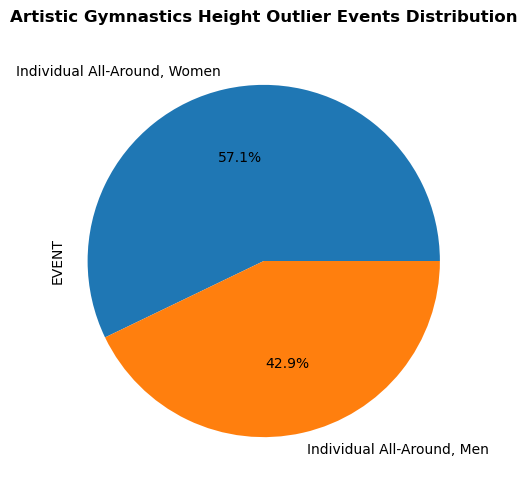 Artistic Gymnastics Height Outlier Events Distribution
Individual All-Around, Women
57.1%
EVENT
42.9%
Individual All-Around, Men